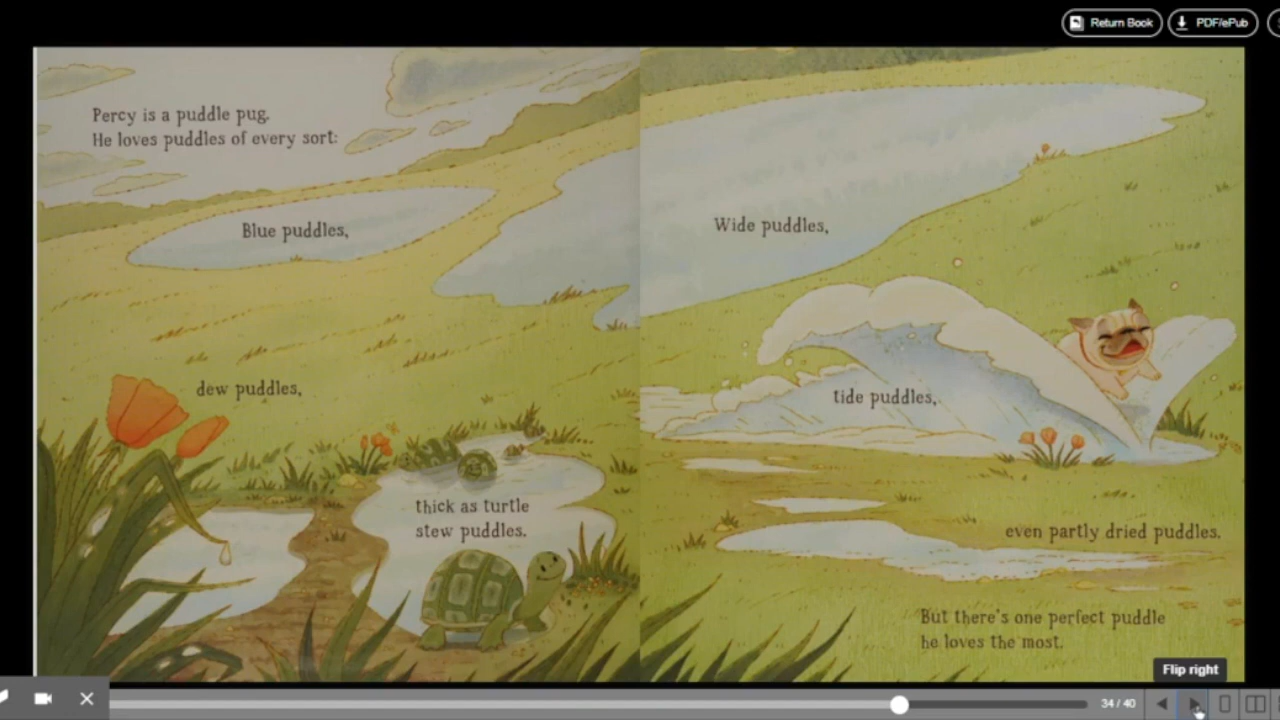 Return Book
PDF/ePub
Percy is a puddle pug.
He loves puddles of every sort:
Blue puddles,
dew puddles,
thick as turtle
stew puddles.
Wide puddles,
tide puddles,
even partly dried puddles.
But there's one perfect puddle
he loves the most.
Flip right
34 / 40